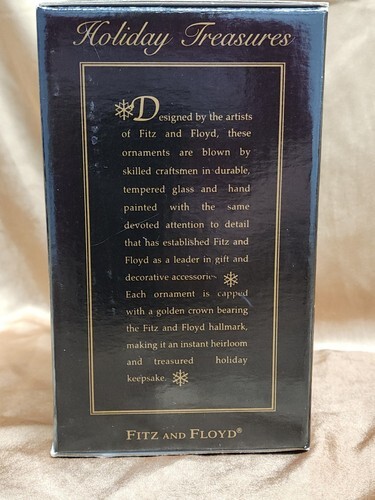 Holiday Treasures
Designed by the artists
of Fitz and Floyd, these
ornaments are blown by
skilled craftsmen in durable,
tempered glass and hand
painted with the same
devoted attention to detail
that has established Fitz and
Floyd as a leader in gift and
decorative accessories
Each ornament is capped
with a golden crown bearing
the Fitz and Floyd hallmark,
making it an instant heirloom
and treasured holiday
keepsake.
FITZ AND FLOYD®